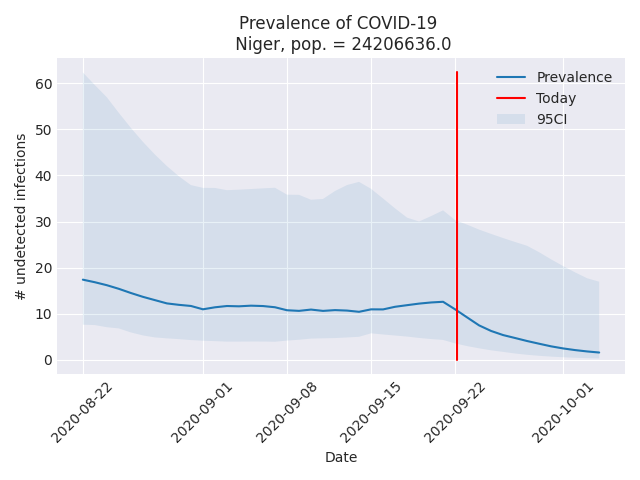 Prevalence of COVID-19
Niger, pop. = 24206636.0
Prevalence
Today
95CI
# undetected infections
60
50
40
30
20
10
0
2020-08-22
2020-09-01
2020-09-08
2020-09-15
2020-09-22
2020-10-01
Date